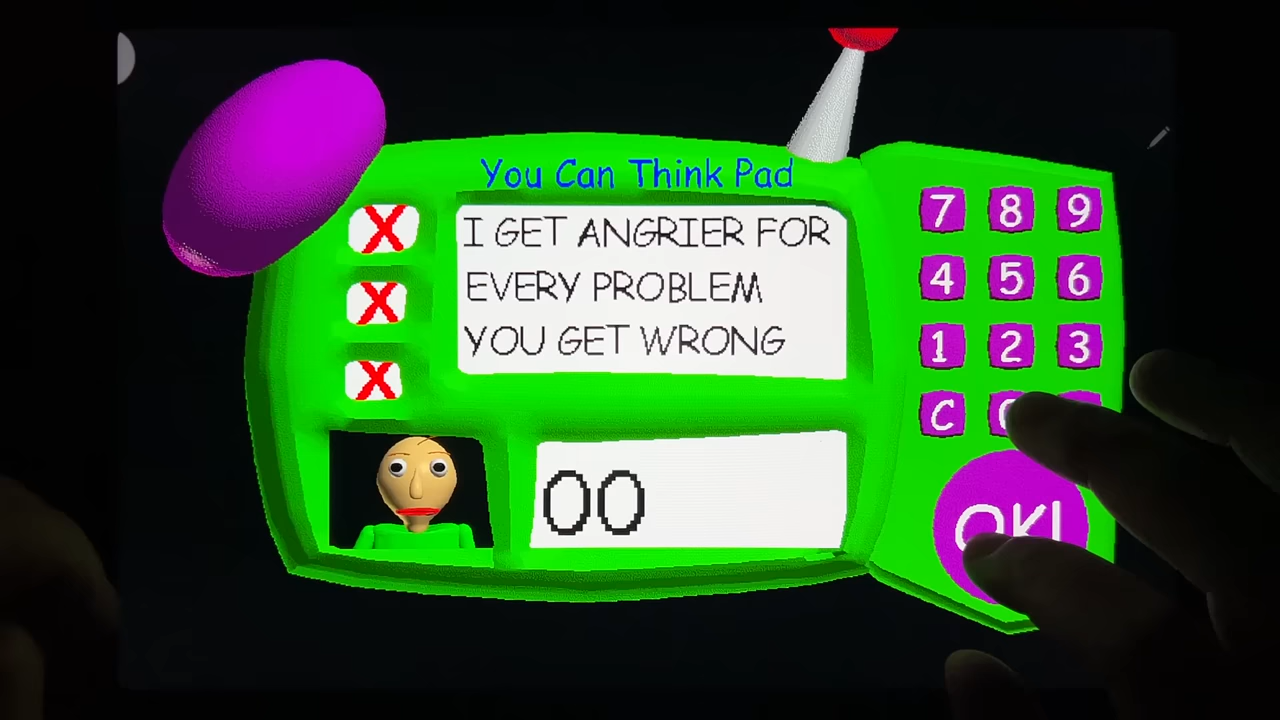 You Can Think Pad
X
I GET ANGRIER FOR
EVERY PROBLEM
YOU GET WRONG
X
X
00
7 8 9
4 5 6
1 2 3
C
OK!